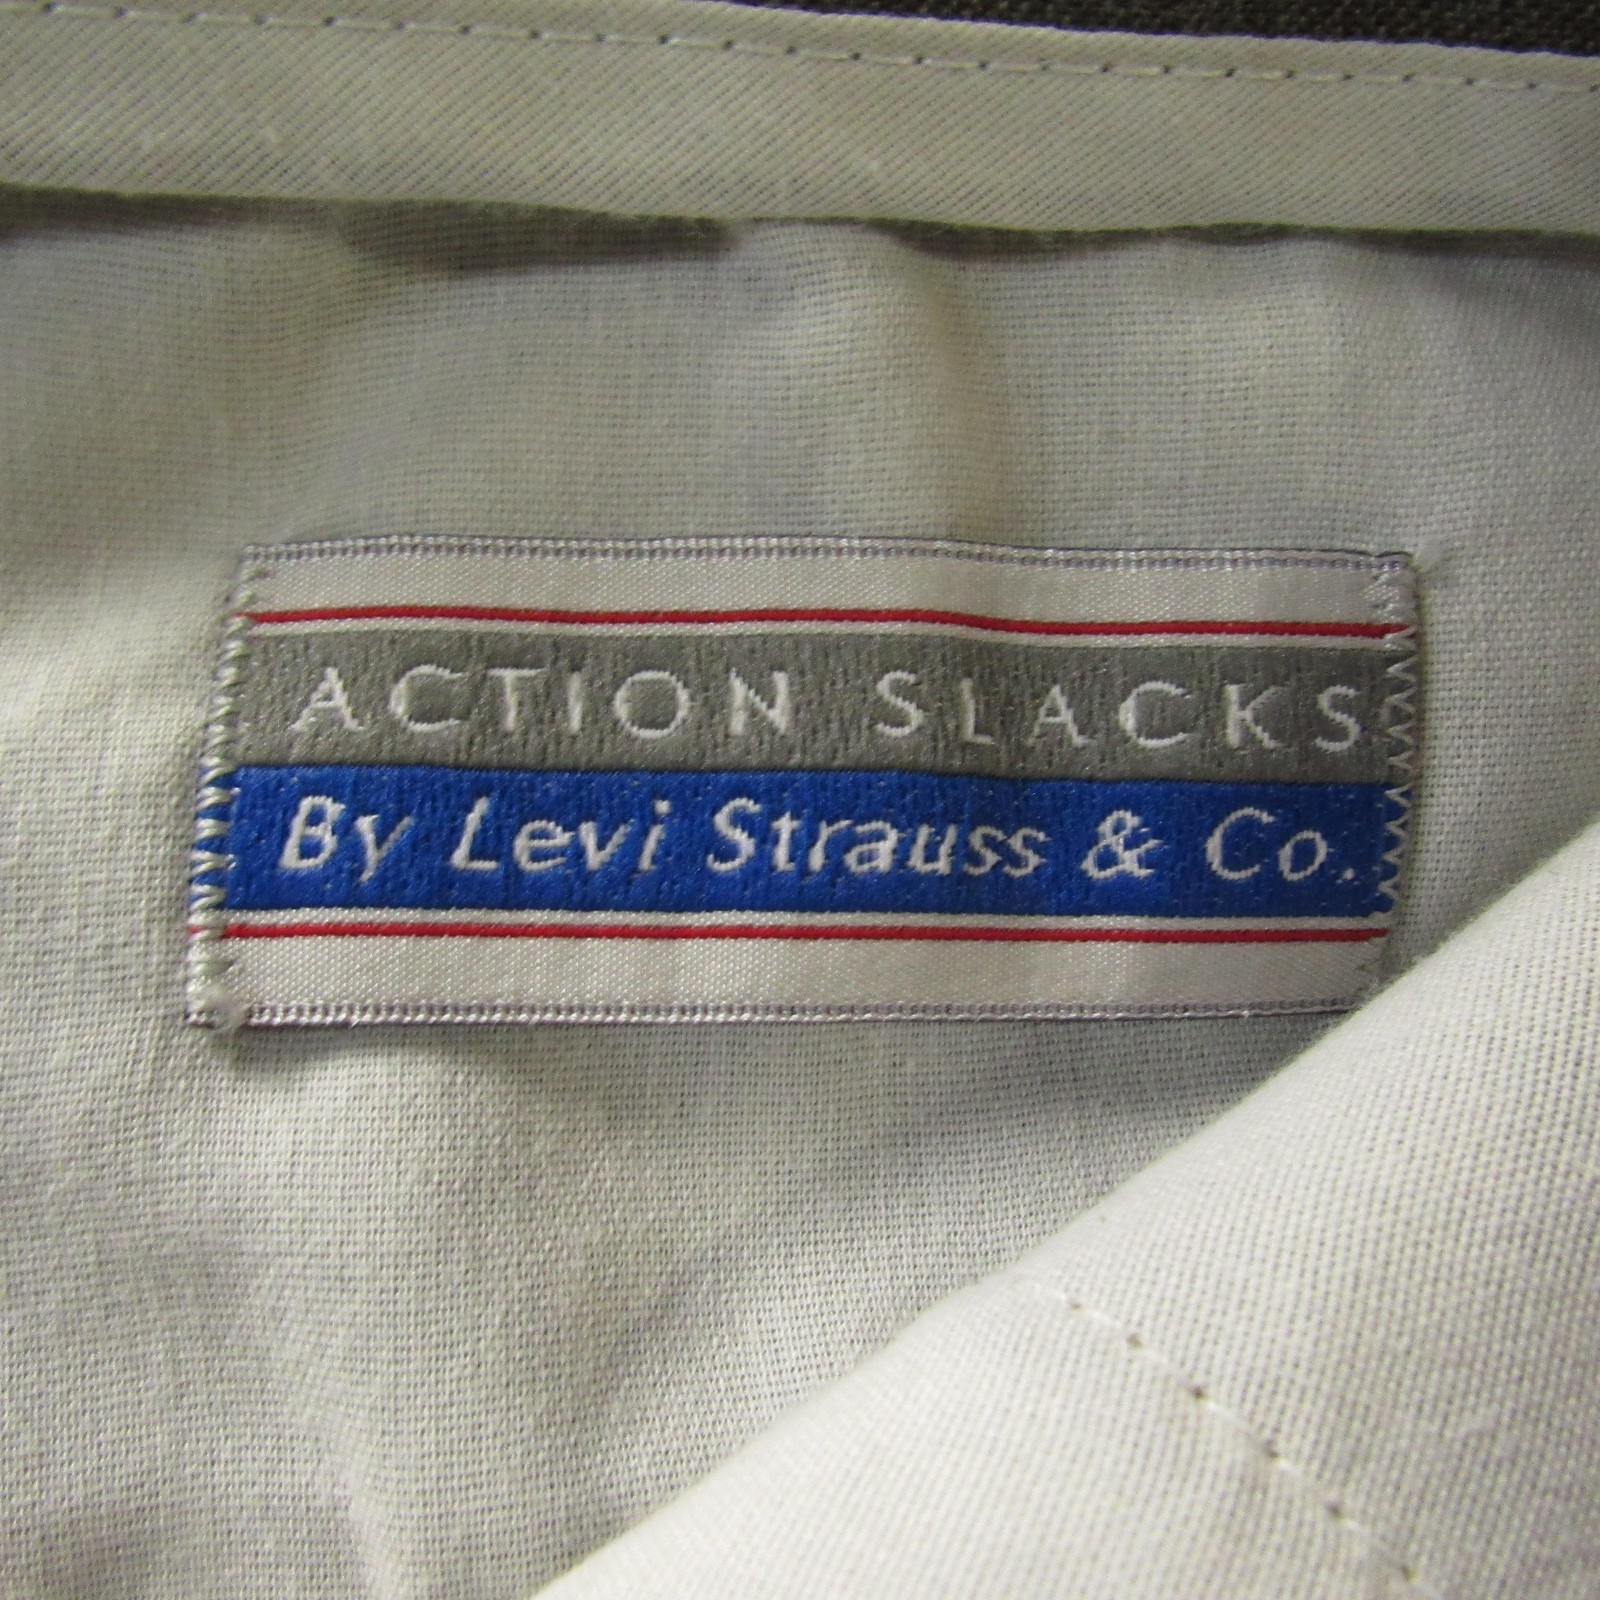 ACTION SLACKS
By Levi Strauss & Co.